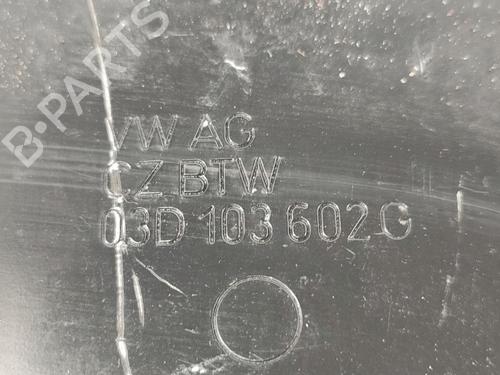 B-PARTS
VW AG
CZ BTW
03D 103 602 G